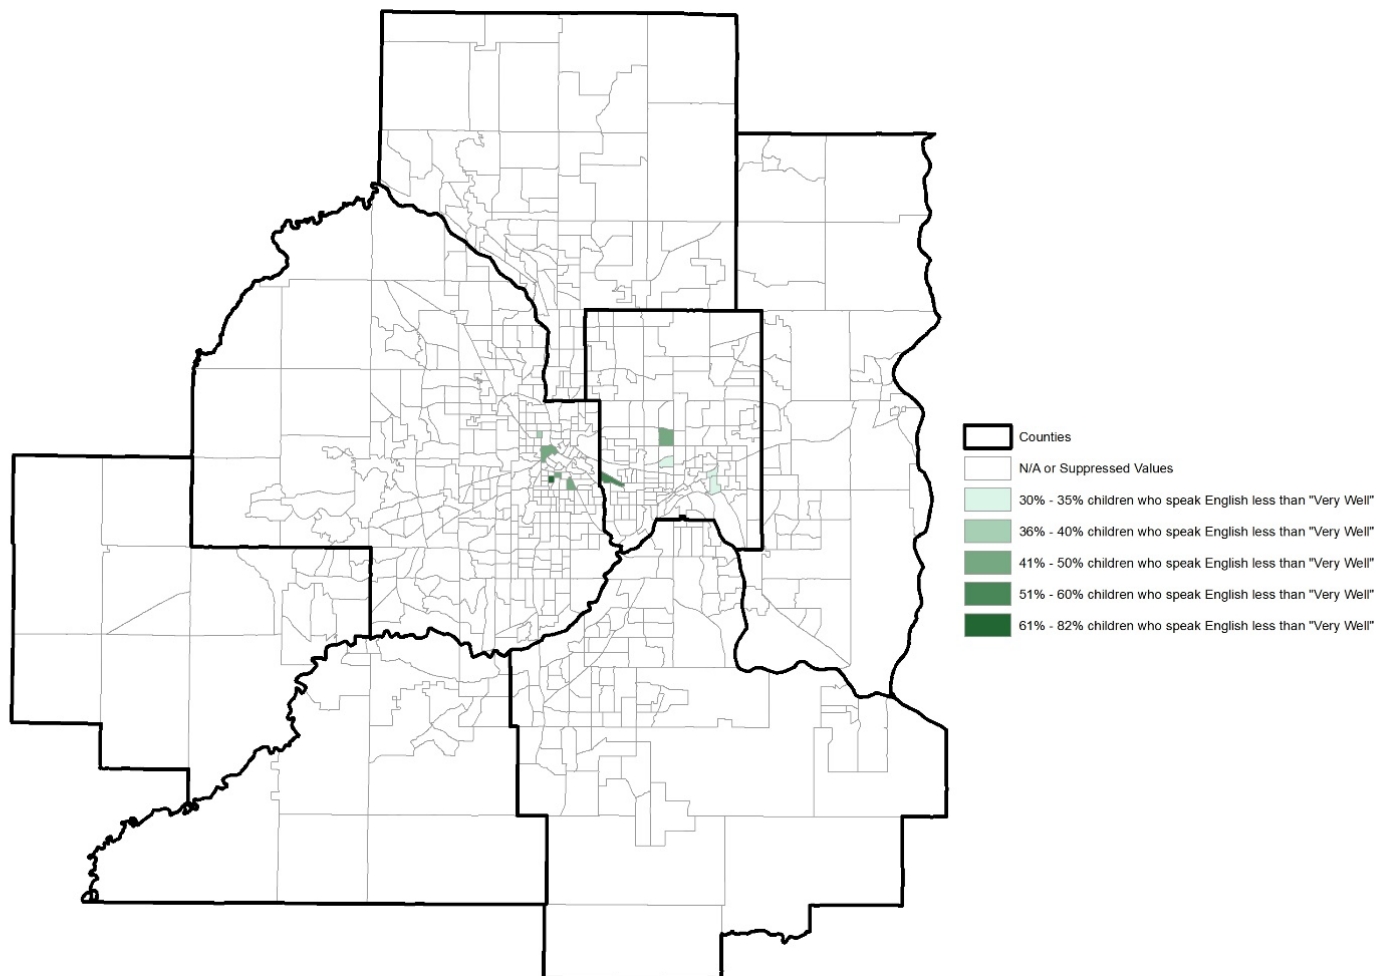 Counties
N/A or Suppressed Values
30% - 35% children who speak English less than "Very Well"
36% - 40% children who speak English less than "Very Well"
41% - 50% children who speak English less than "Very Well"
51% - 60% children who speak English less than "Very Well"
61% - 82% children who speak English less than "Very Well"